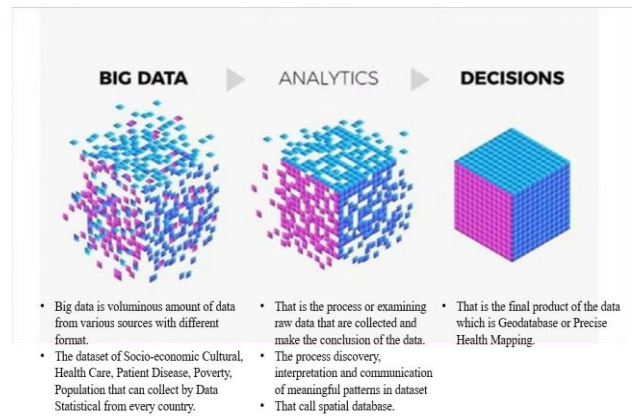 BIG DATA ANALYTICS DECISIONS
• Big data is voluminous amount of data
from various sources with different
format.
• The dataset of Socio-economic Cultural,
Health Care, Patient Disease, Poverty,
Population that can collect by Data
Statistical from every country.
• That is the process or examining
raw data that are collected and
make the conclusion of the data.
• The process discovery,
interpretation and communication
of meaningful patterns in dataset
• That call spatial database.
• That is the final product of the data
which is Geodatabase or Precise
Health Mapping.